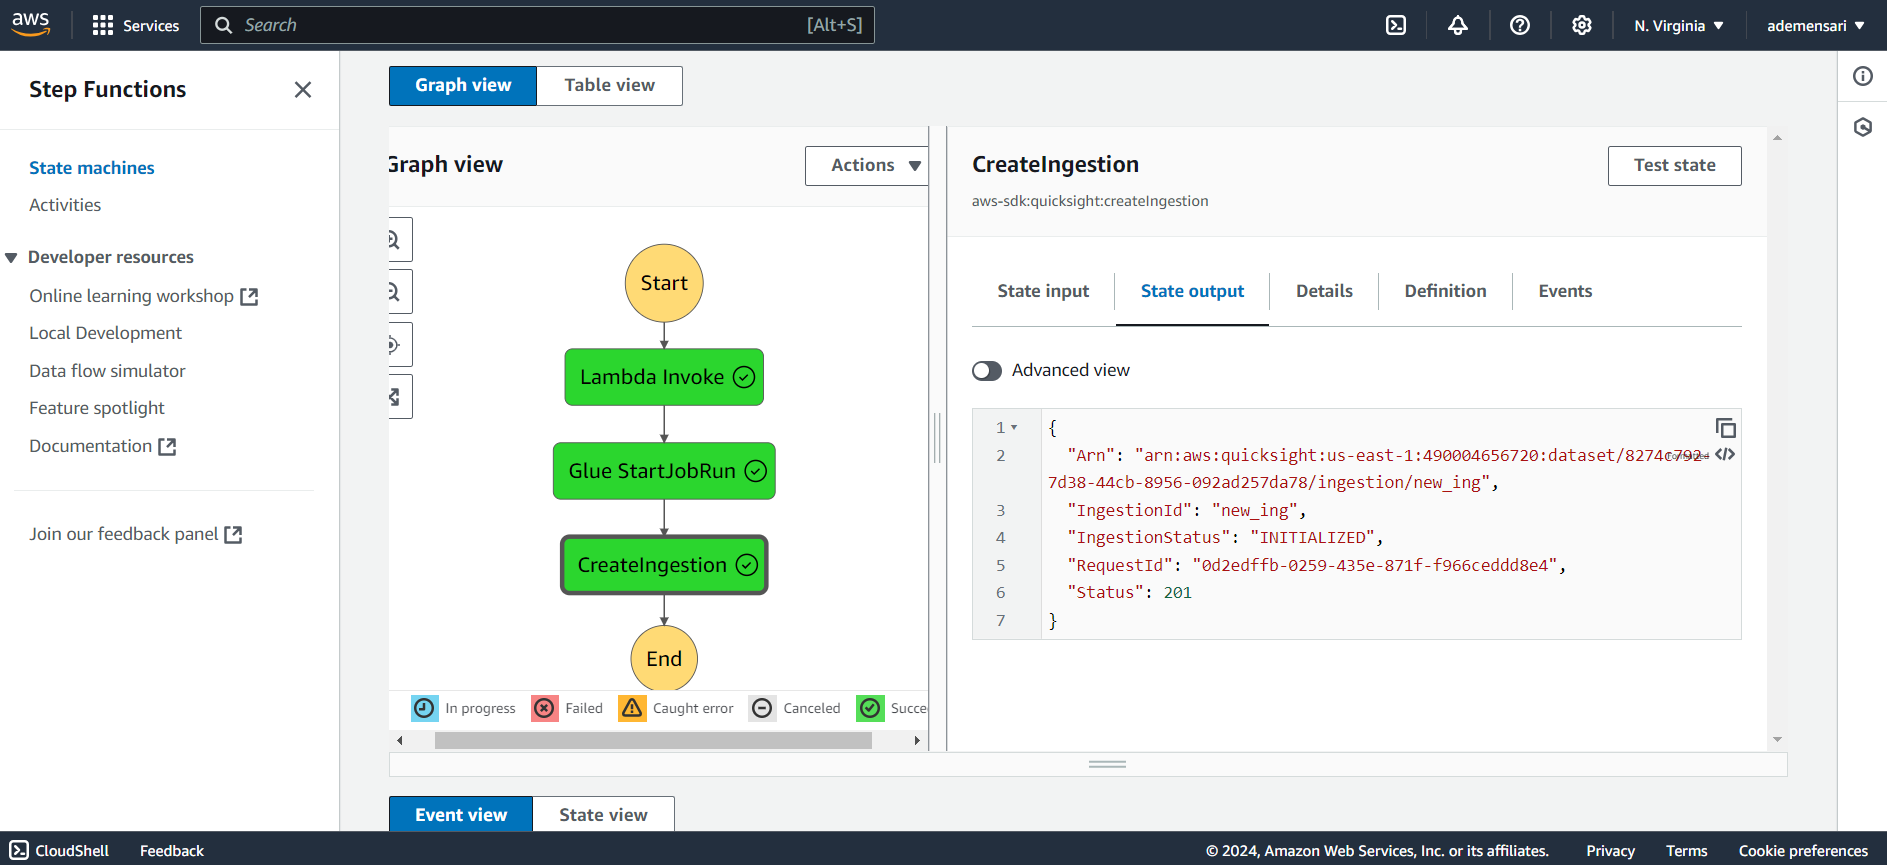 aws
Services
Search
[Alt+S]
N. Virginia
ademensari
Step Functions
State machines
Activities
Developer resources
Online learning workshop
Local Development
Data flow simulator
Feature spotlight
Documentation
Join our feedback panel
Graph view
Table view
Graph view
Actions
Start
Lambda Invoke
Glue StartJobRun
CreateIngestion
End
In progress
Failed
Caught error
Canceled
Succe
CreateIngestion
Test state
aws-sdk:quicksight:createIngestion
State input
State output
Details
Definition
Events
Advanced view
1 {
2 "Arn": "arn:aws:quicksight:us-east-1:490004656720:dataset/8274c792-
7d38-44cb-8956-092ad257da78/ingestion/new_ing",
3 "IngestionId": "new_ing",
4 "IngestionStatus": "INITIALIZED",
5 "RequestId": "0d2edffb-0259-435e-871f-f966ceddd8e4",
6 "Status": 201
7 }
Event view
State view
CloudShell
Feedback
© 2024, Amazon Web Services, Inc. or its affiliates.
Privacy
Terms
Cookie preferences